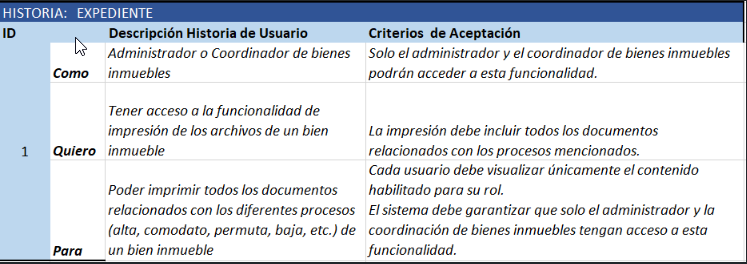 HISTORIA: EXPEDIENTE
ID Descripción Historia de Usuario Criterios de Aceptación
Como
Administrador o Coordinador de bienes
inmuebles
Solo el administrador y el coordinador de bienes inmuebles
podrán acceder a esta funcionalidad.
1
Quiero
Tener acceso a la funcionalidad de
impresión de los archivos de un bien
inmueble
La impresión debe incluir todos los documentos
relacionados con los procesos mencionados.
Para
Poder imprimir todos los documentos
relacionados con los diferentes procesos
(alta, comodato, permuta, baja, etc.) de
un bien inmueble
Cada usuario debe visualizar únicamente el contenido
habilitado para su rol.
El sistema debe garantizar que solo el administrador y la
coordinación de bienes inmuebles tengan acceso a esta
funcionalidad.